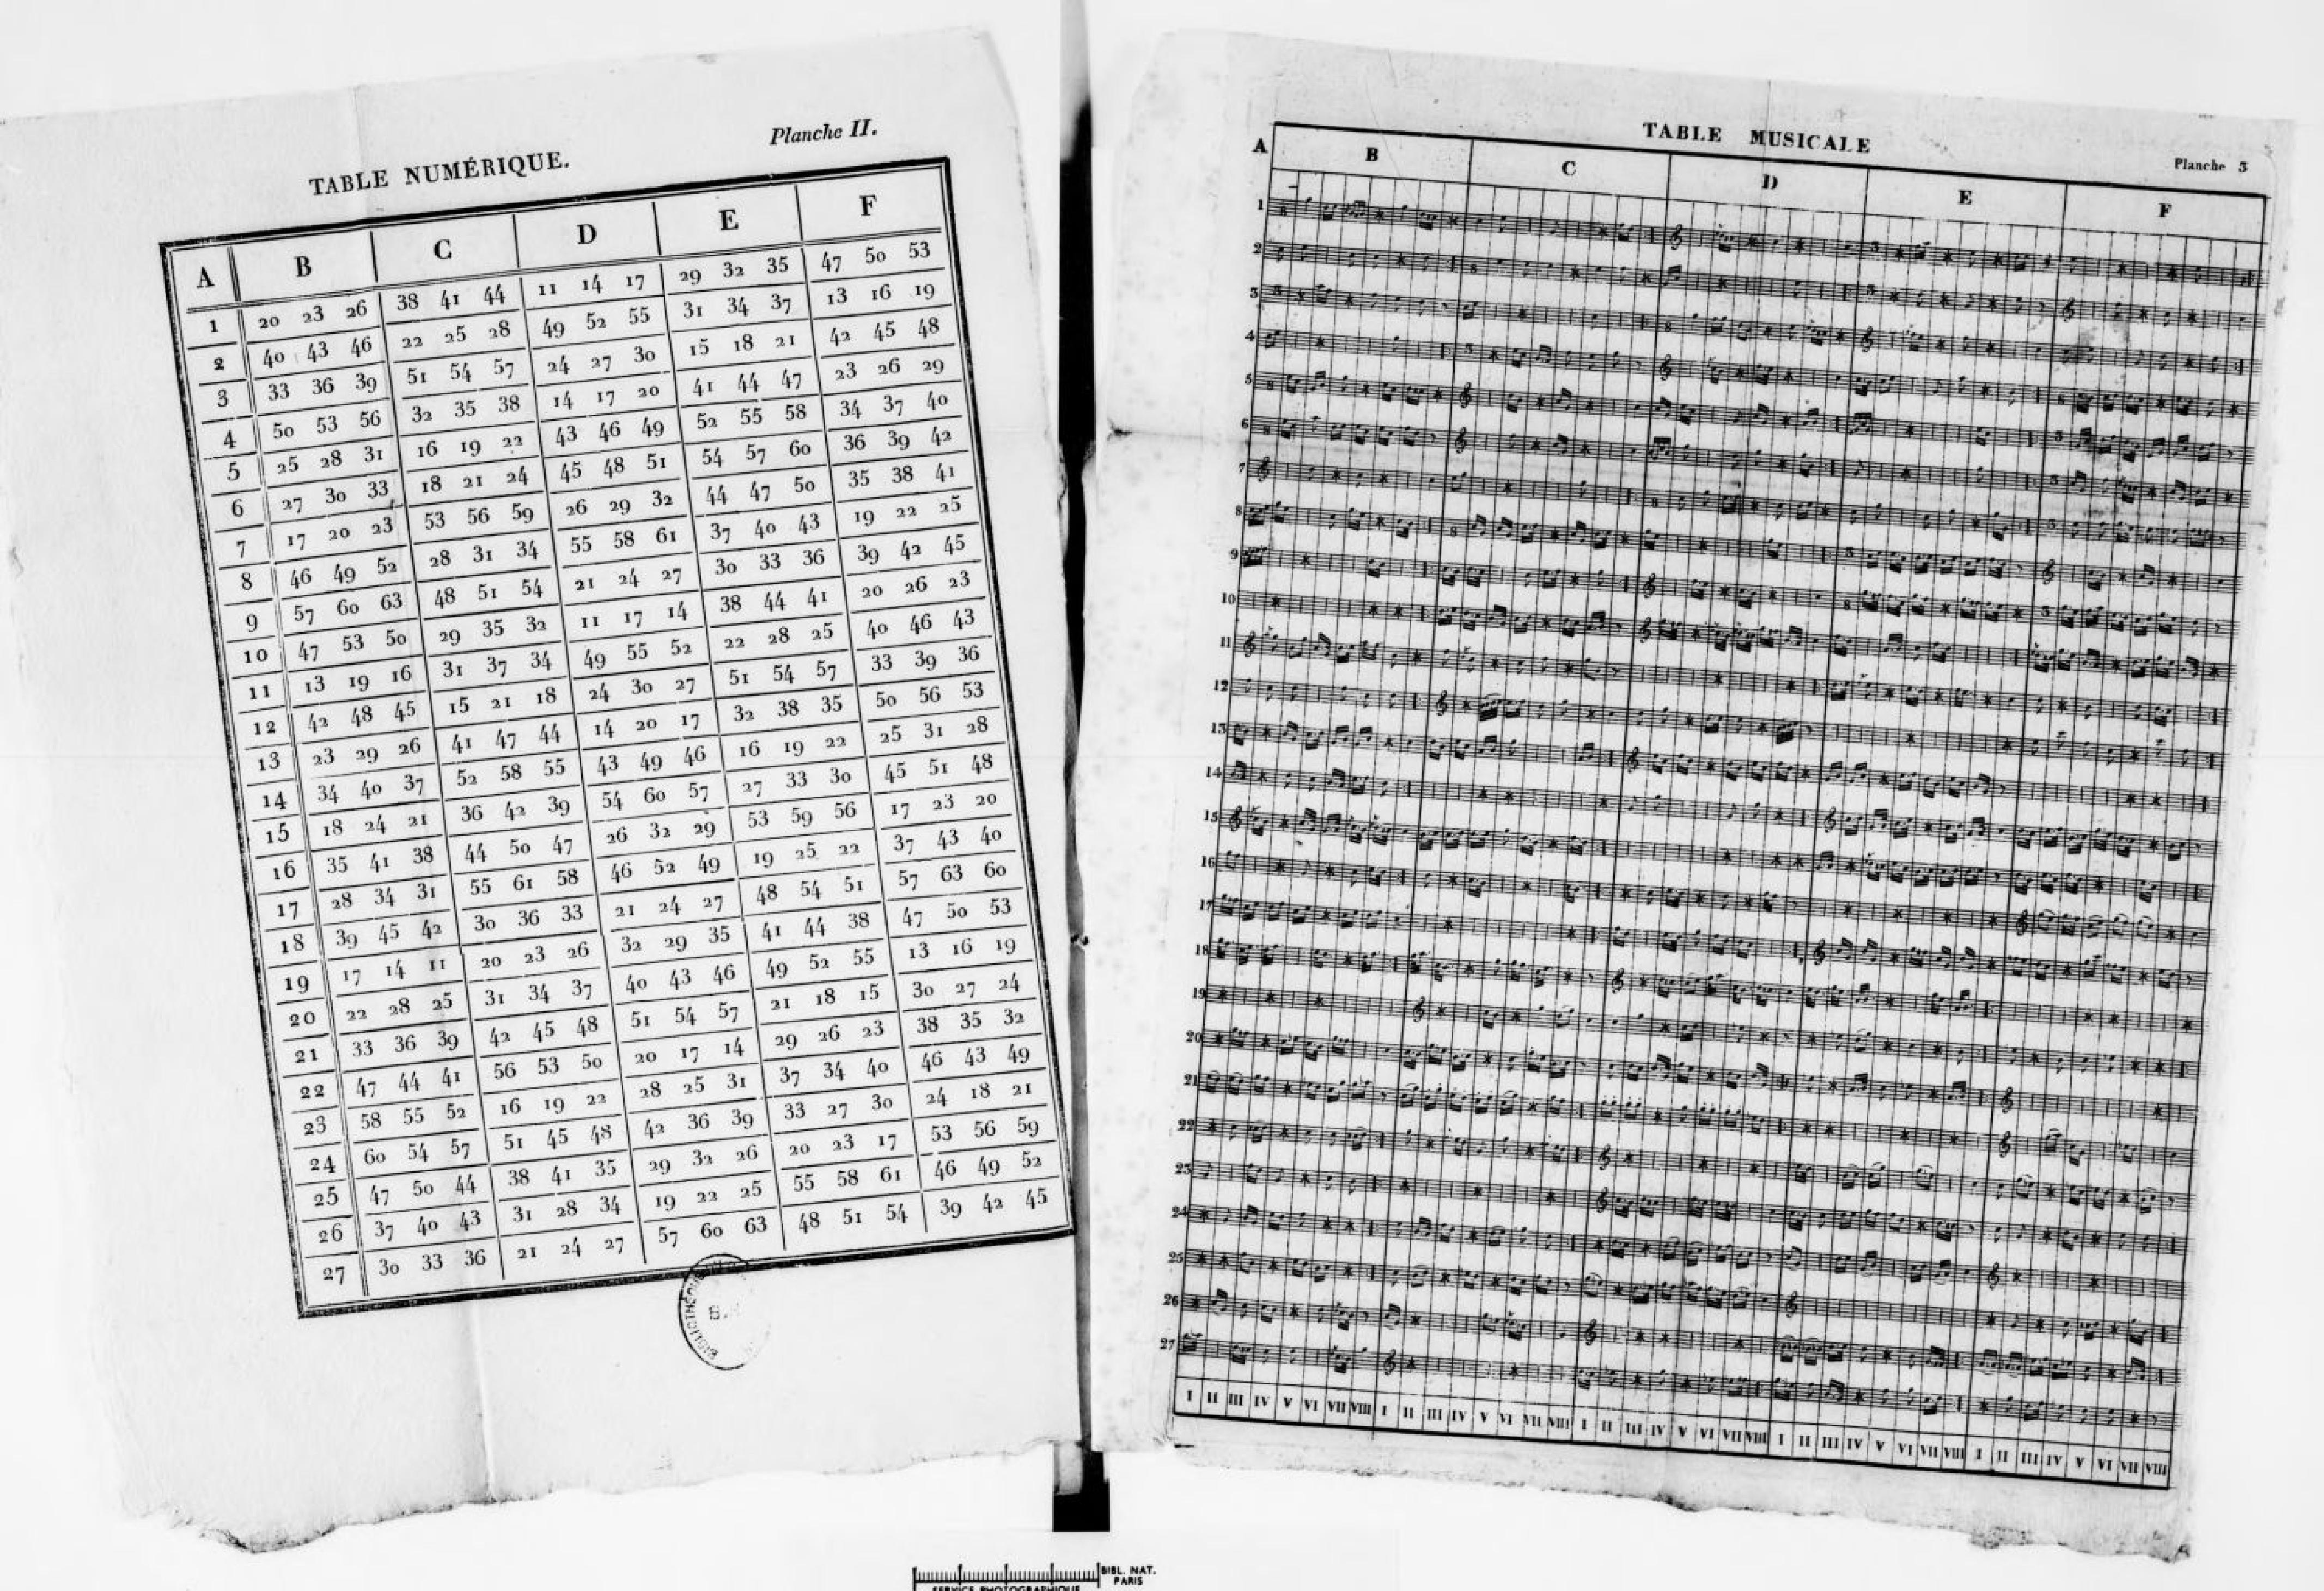 Planche II.
TABLE NUMÉRIQUE.
A B C D E F
1 20 23 26 38 41 44 11 14 17 29 32 35 47 50 53
2 40 43 46 22 25 28 49 52 55 31 34 37 13 16 19
3 33 36 39 51 54 57 24 27 30 15 18 21 42 45 48
4 50 53 56 32 35 38 14 17 20 41 44 47 23 26 29
5 25 28 31 16 19 22 43 46 49 52 55 58 34 37 40
6 27 30 33 18 21 24 45 48 51 54 57 60 36 39 42
7 17 20 23 53 56 59 26 29 32 44 47 50 35 38 41
8 46 49 52 28 31 34 55 58 61 37 40 43 19 22 25
9 57 60 63 48 51 54 21 24 27 30 33 36 39 42 45
10 47 53 50 29 35 32 11 17 14 38 44 41 20 26 23
11 13 19 16 31 37 34 49 55 52 22 28 25 40 46 43
12 42 48 45 15 21 18 24 30 27 51 54 57 33 39 36
13 23 29 26 41 47 44 14 20 17 32 38 35 50 56 53
14 34 40 37 52 58 55 43 49 46 16 19 22 25 31 28
15 18 24 21 36 42 39 54 60 57 27 33 30 45 51 48
16 35 41 38 44 50 47 26 32 29 53 59 56 17 23 20
17 28 34 31 55 61 58 46 52 49 19 25 22 37 43 40
18 39 45 42 30 36 33 21 24 27 48 54 51 57 63 60
19 17 14 11 20 23 26 32 29 35 41 44 38 47 50 53
20 22 28 25 31 34 37 40 43 46 49 52 55 13 16 19
21 33 36 39 42 45 48 51 54 57 21 18 15 30 27 24
22 47 44 41 56 53 50 20 17 14 29 26 23 38 35 32
23 58 55 52 16 19 22 28 25 31 37 34 40 46 43 49
24 60 54 57 51 45 48 42 36 39 33 27 30 24 18 21
25 47 50 44 38 41 35 29 32 26 20 23 17 53 56 59
26 37 40 43 31 28 34 19 22 25 55 58 61 46 49 52
27 30 33 36 21 24 27 57 60 63 48 51 54 39 42 45
TABLE MUSICALE
Planche 3
A B C D E F
1
2
3
4
5
6
7
8
9
10
11
12
13
14
15
16
17
18
19
20
21
22
23
24
25
26
27
I II III IV V VI VII VIII I II III IV V VI VII VIII I II III IV V VI VII VIII I II III IV V VI VII VIII I II III IV V VI VII VIII
BIBL. NAT.
PARIS
SERVICE PHOTOGRAPHIQUE